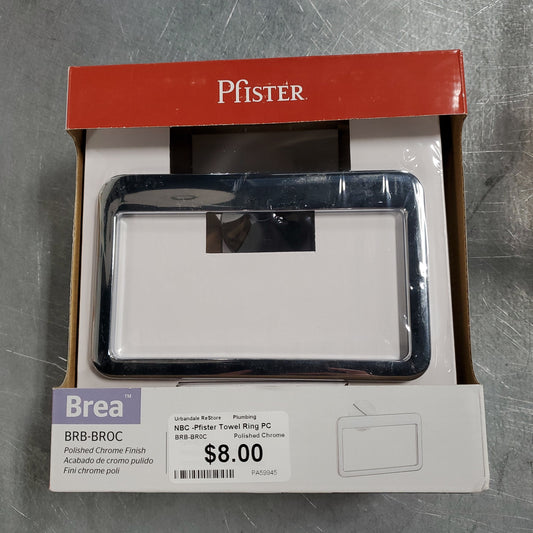 Pfister
Brea™
BRB-BR0C
Polished Chrome Finish
Acabado de cromo pulido
Fini chrome poli
Urbandale ReStore Plumbing
NBC -Pfister Towel Ring PC
BRB-BR0C Polished Chrome
$8.00
PA59945